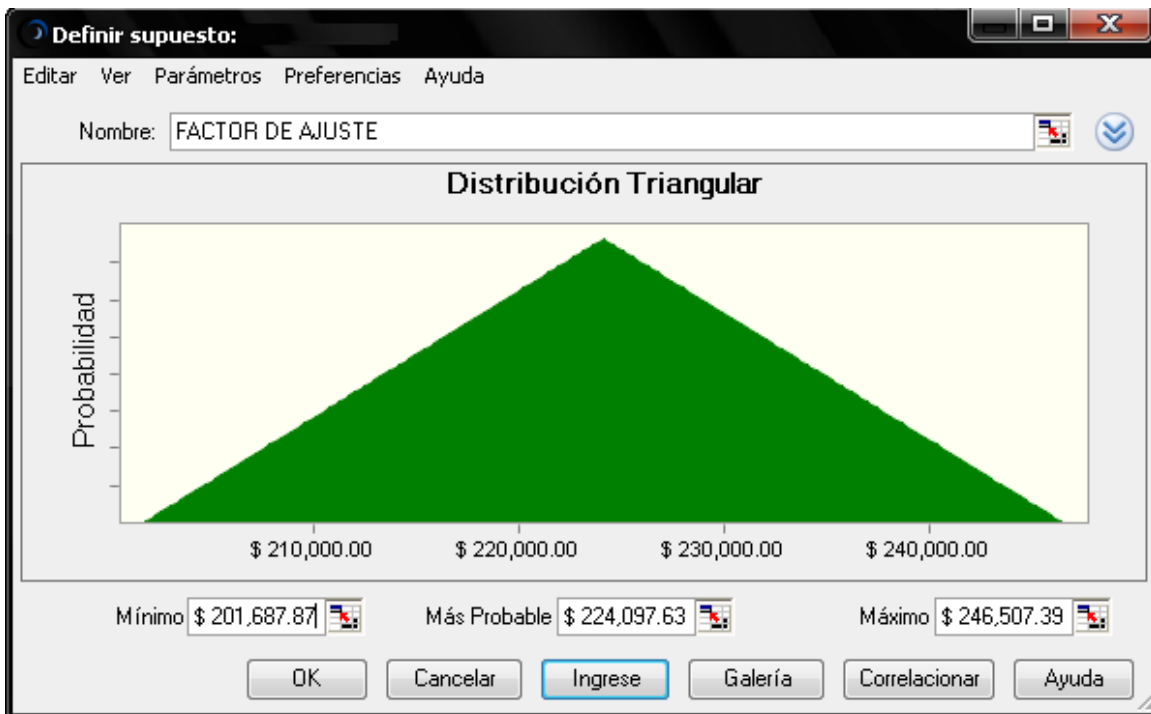 Definir supuesto:
Editar Ver Parámetros Preferencias Ayuda
Nombre: FACTOR DE AJUSTE
Distribución Triangular
Probabilidad
$ 210,000.00 $ 220,000.00 $ 230,000.00 $ 240,000.00
Mínimo $ 201,687.87 Más Probable $ 224,097.63 Máximo $ 246,507.39
OK Cancelar Ingrese Galería Correlacionar Ayuda